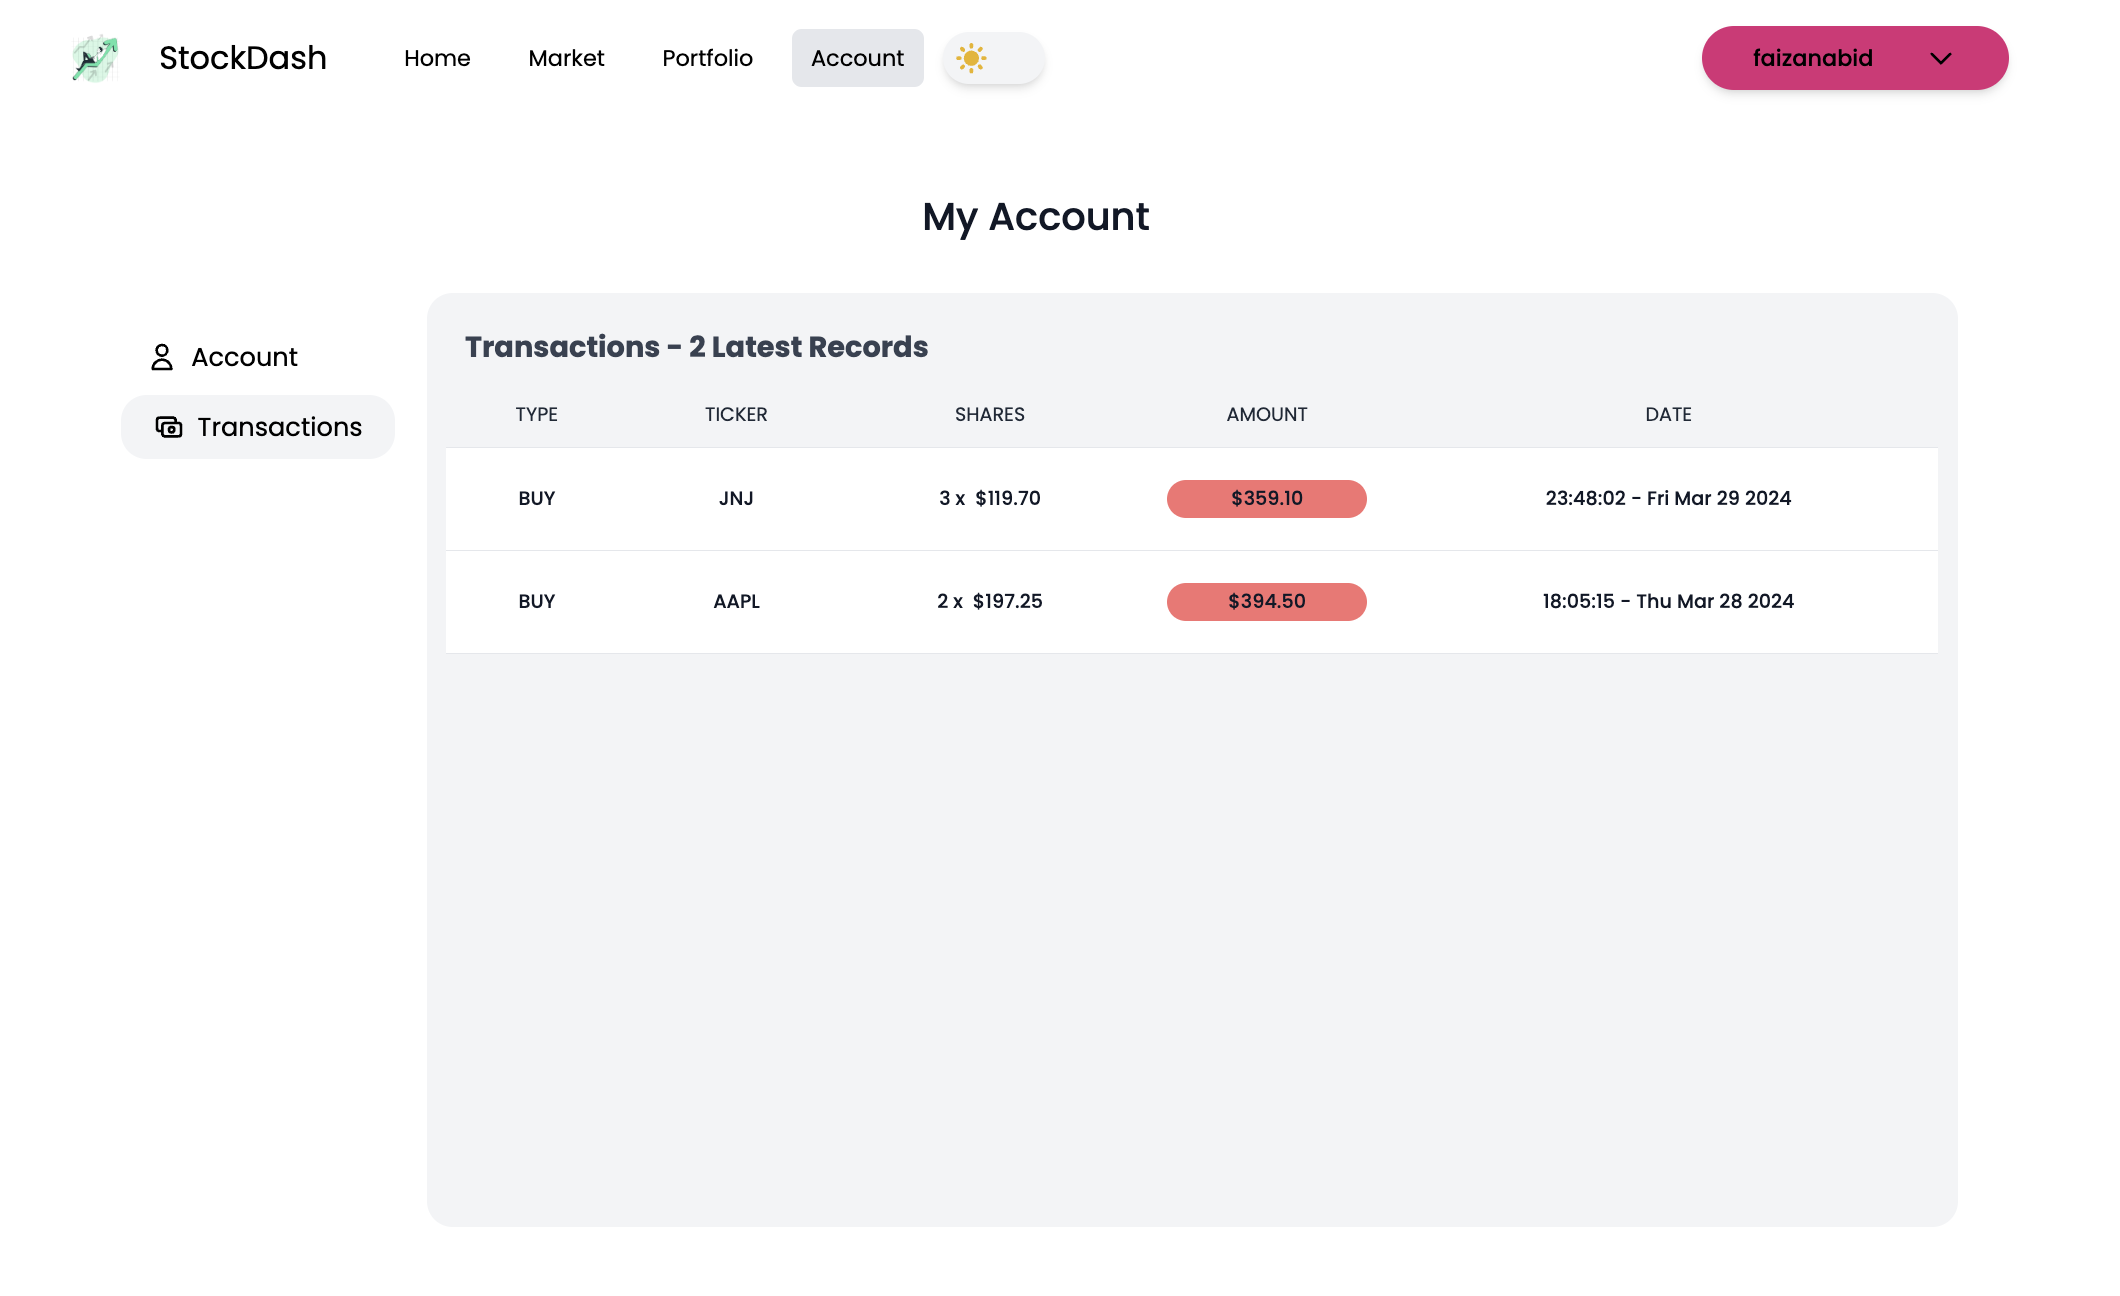 StockDash Home Market Portfolio Account faizanabid
My Account
Account
Transactions
Transactions - 2 Latest Records
TYPE TICKER SHARES AMOUNT DATE
BUY JNJ 3 x $119.70 $359.10 23:48:02 - Fri Mar 29 2024
BUY AAPL 2 x $197.25 $394.50 18:05:15 - Thu Mar 28 2024